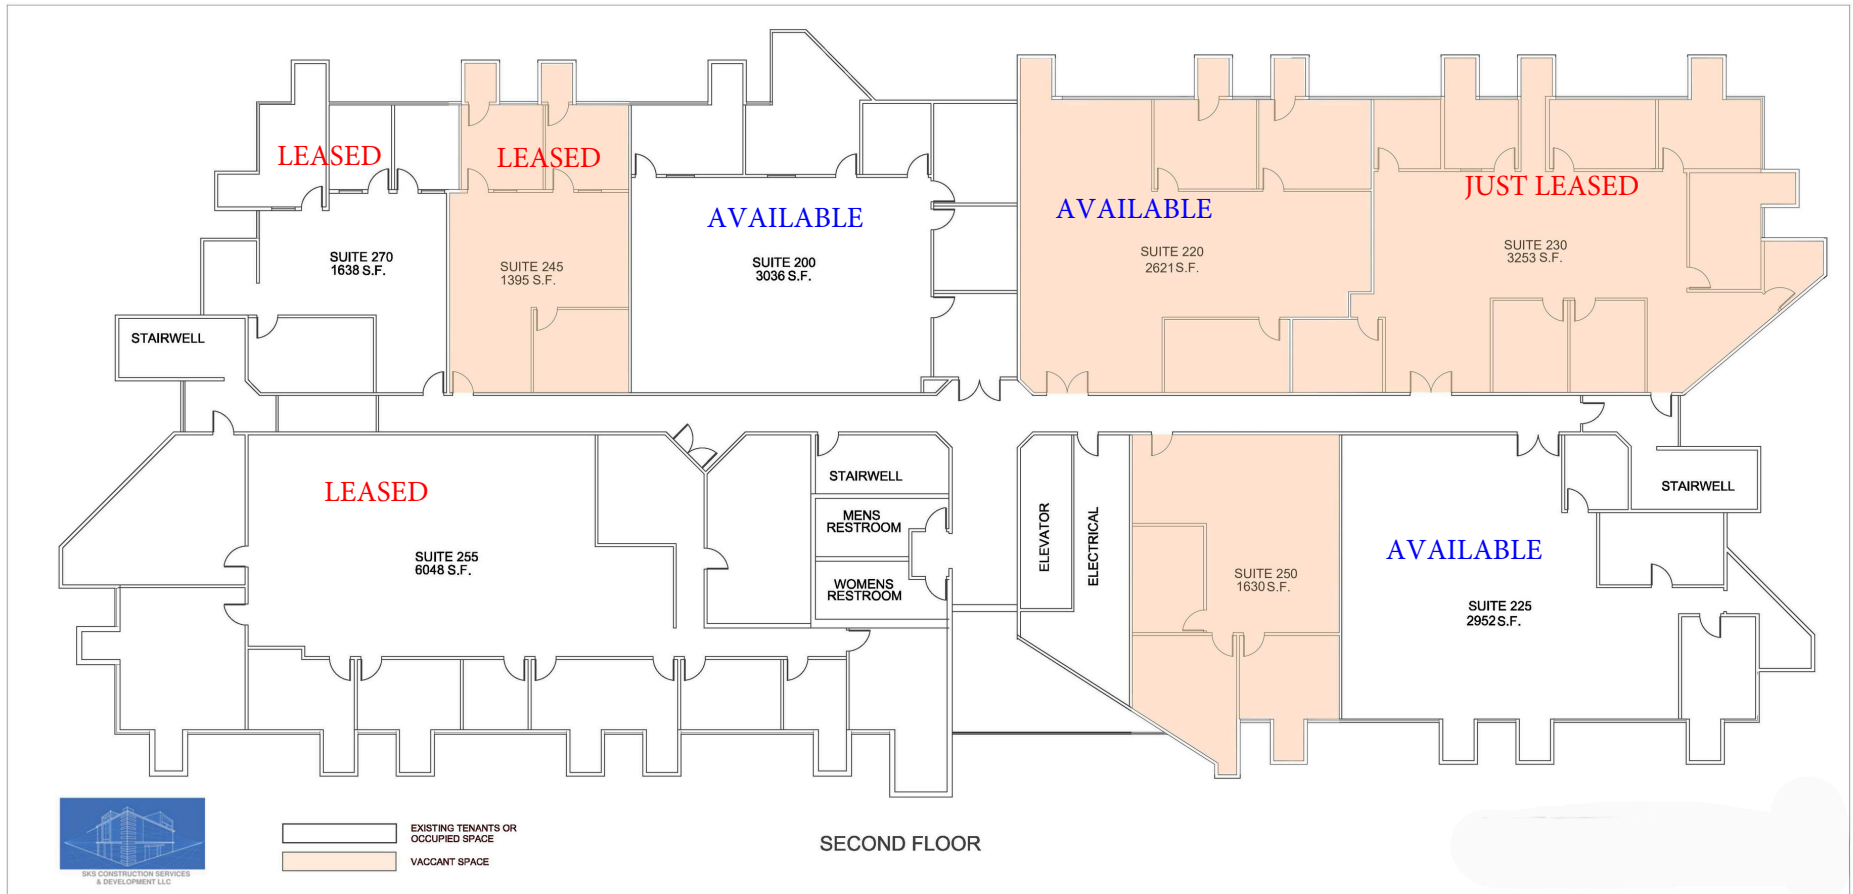 LEASED
LEASED
AVAILABLE
AVAILABLE
JUST LEASED
SUITE 270
1638 S.F.
SUITE 245
1395 S.F.
SUITE 200
3036 S.F.
SUITE 220
2621 S.F.
SUITE 230
3253 S.F.
STAIRWELL
LEASED
SUITE 255
6048 S.F.
STAIRWELL
MENS
RESTROOM
WOMENS
RESTROOM
ELEVATOR
ELECTRICAL
SUITE 250
1630 S.F.
AVAILABLE
SUITE 225
2952 S.F.
STAIRWELL
SKS CONSTRUCTION SERVICES
& DEVELOPMENT LLC
EXISTING TENANTS OR
OCCUPIED SPACE
VACCANT SPACE
SECOND FLOOR